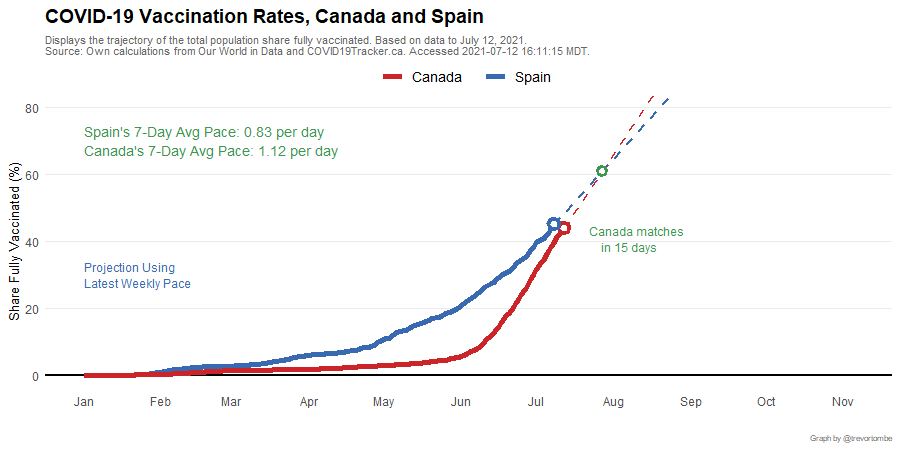 COVID-19 Vaccination Rates, Canada and Spain
Displays the trajectory of the total population share fully vaccinated. Based on data to July 12, 2021.
Source: Own calculations from Our World in Data and COVID19Tracker.ca. Accessed 2021-07-12 16:11:15 MDT.
Canada Spain
80
Spain's 7-Day Avg Pace: 0.83 per day
Canada's 7-Day Avg Pace: 1.12 per day
60
Share Fully Vaccinated (%)
Canada matches
in 15 days
40
Projection Using
Latest Weekly Pace
20
0
Jan Feb Mar Apr May Jun Jul Aug Sep Oct Nov
Graph by @trevortombe